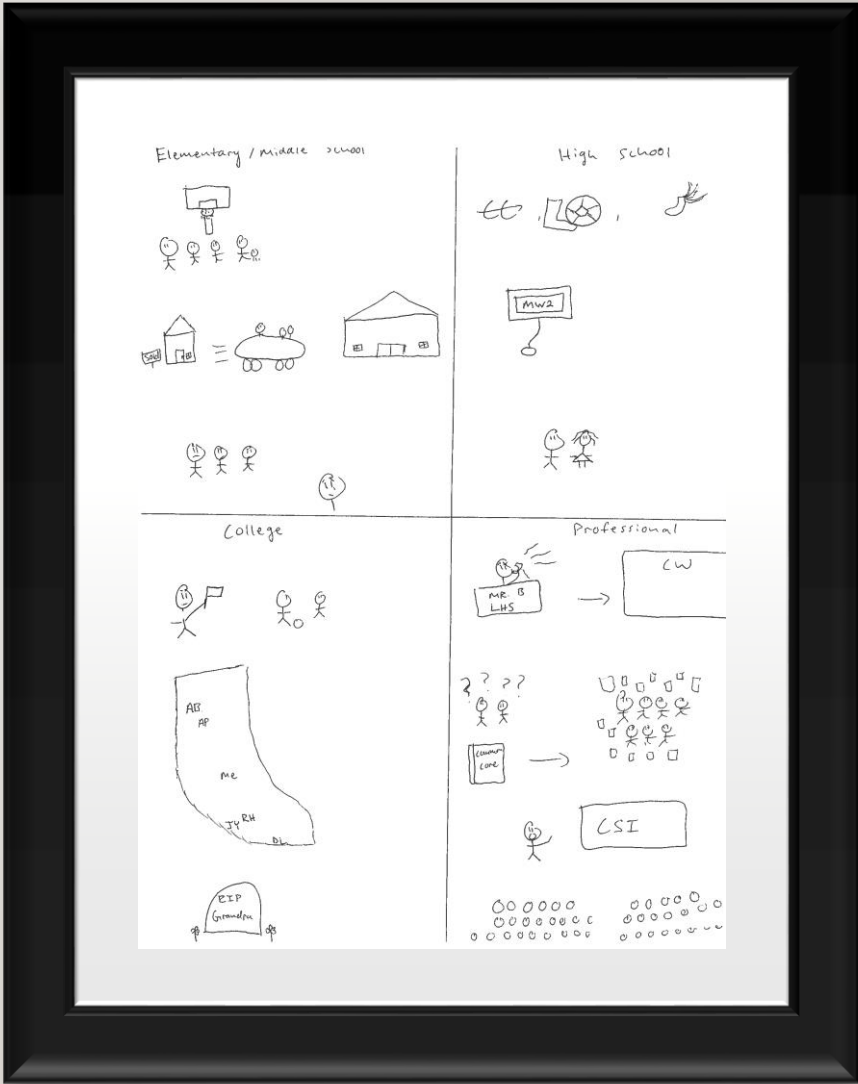 Elementary / Middle School
High School
Sold
MW2
College
Professional
MR. B
LHS
CW
? ? ? ?
AB
AP
me
JY RH
DL
common
core
CSI
RIP
Grandpa